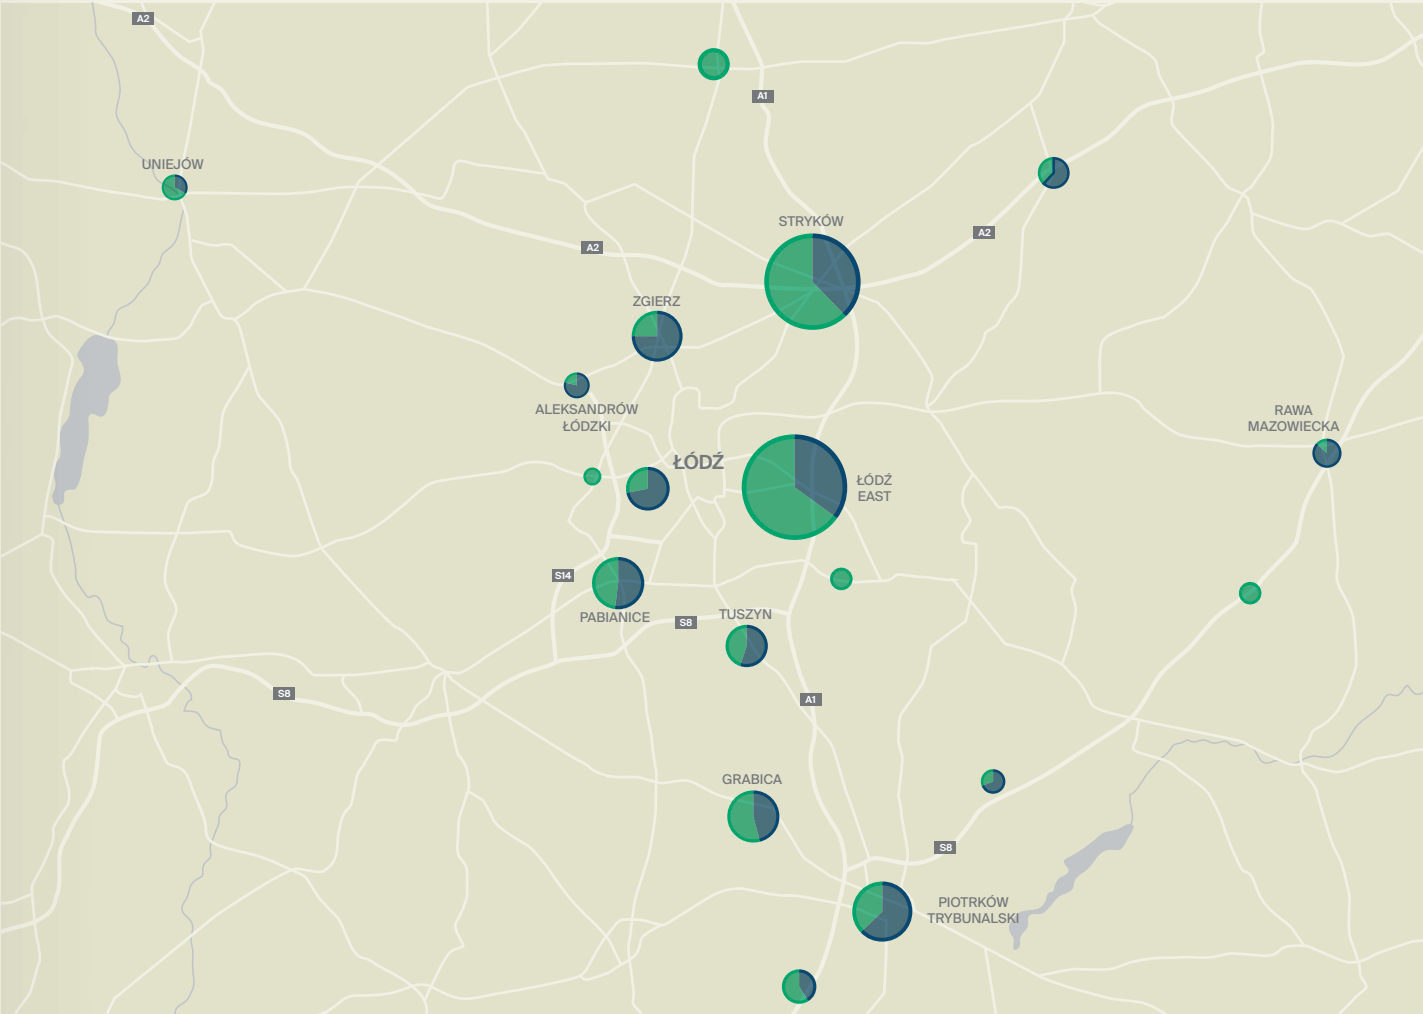 A2
A1
UNIEJÓW
STRYKÓW
A2
A2
ZGIERZ
ALEKSANDRÓW
ŁÓDZKI
RAWA
MAZOWIECKA
ŁÓDŹ
ŁÓDŹ
EAST
S14
PABIANICE
S8
TUSZYN
S8
A1
GRABICA
S8
PIOTRKÓW
TRYBUNALSKI